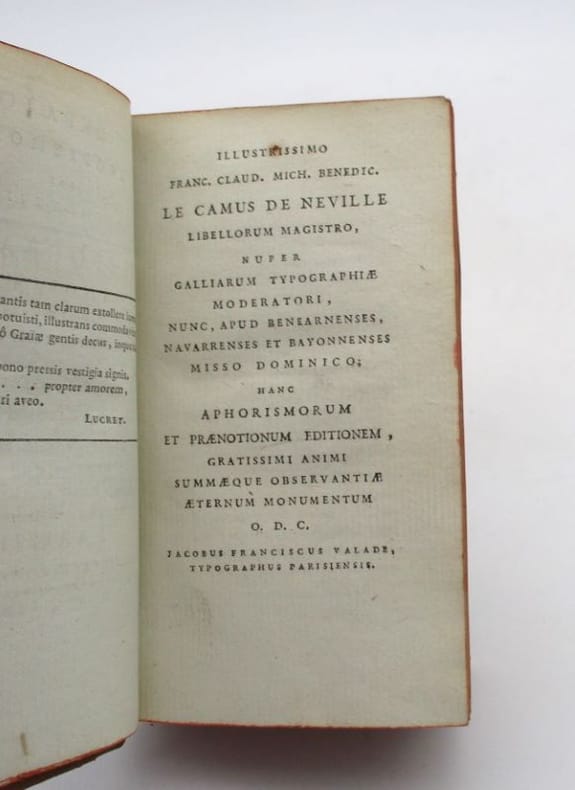 antis tam clarum extollere
potuisti, illustrans commoda
ô Graiæ gentis decus,
pono pressis vestigia signis.
. . . propter amorem,
ri aveo.
LUCRET.
ILLUSTRISSIMO
FRANC. CLAUD. MICH. BENEDIC.
LE CAMUS DE NEVILLE
LIBELLORUM MAGISTRO,
NUPER
GALLIARUM TYPOGRAPHIÆ
MODERATORI,
NUNC, APUD BENEARNENSES,
NAVARRENSES ET BAYONNENSES
MISSO DOMINICO;
HANC
APHORISMORUM
ET PRÆNOTIONUM EDITIONEM,
GRATISSIMI ANIMI
SUMMÆQUE OBSERVANTIÆ
ÆTERNUM MONUMENTUM
O. D. C.
JACOBUS FRANCISCUS VALADE,
TYPOGRAPHUS PARISIENSIS.